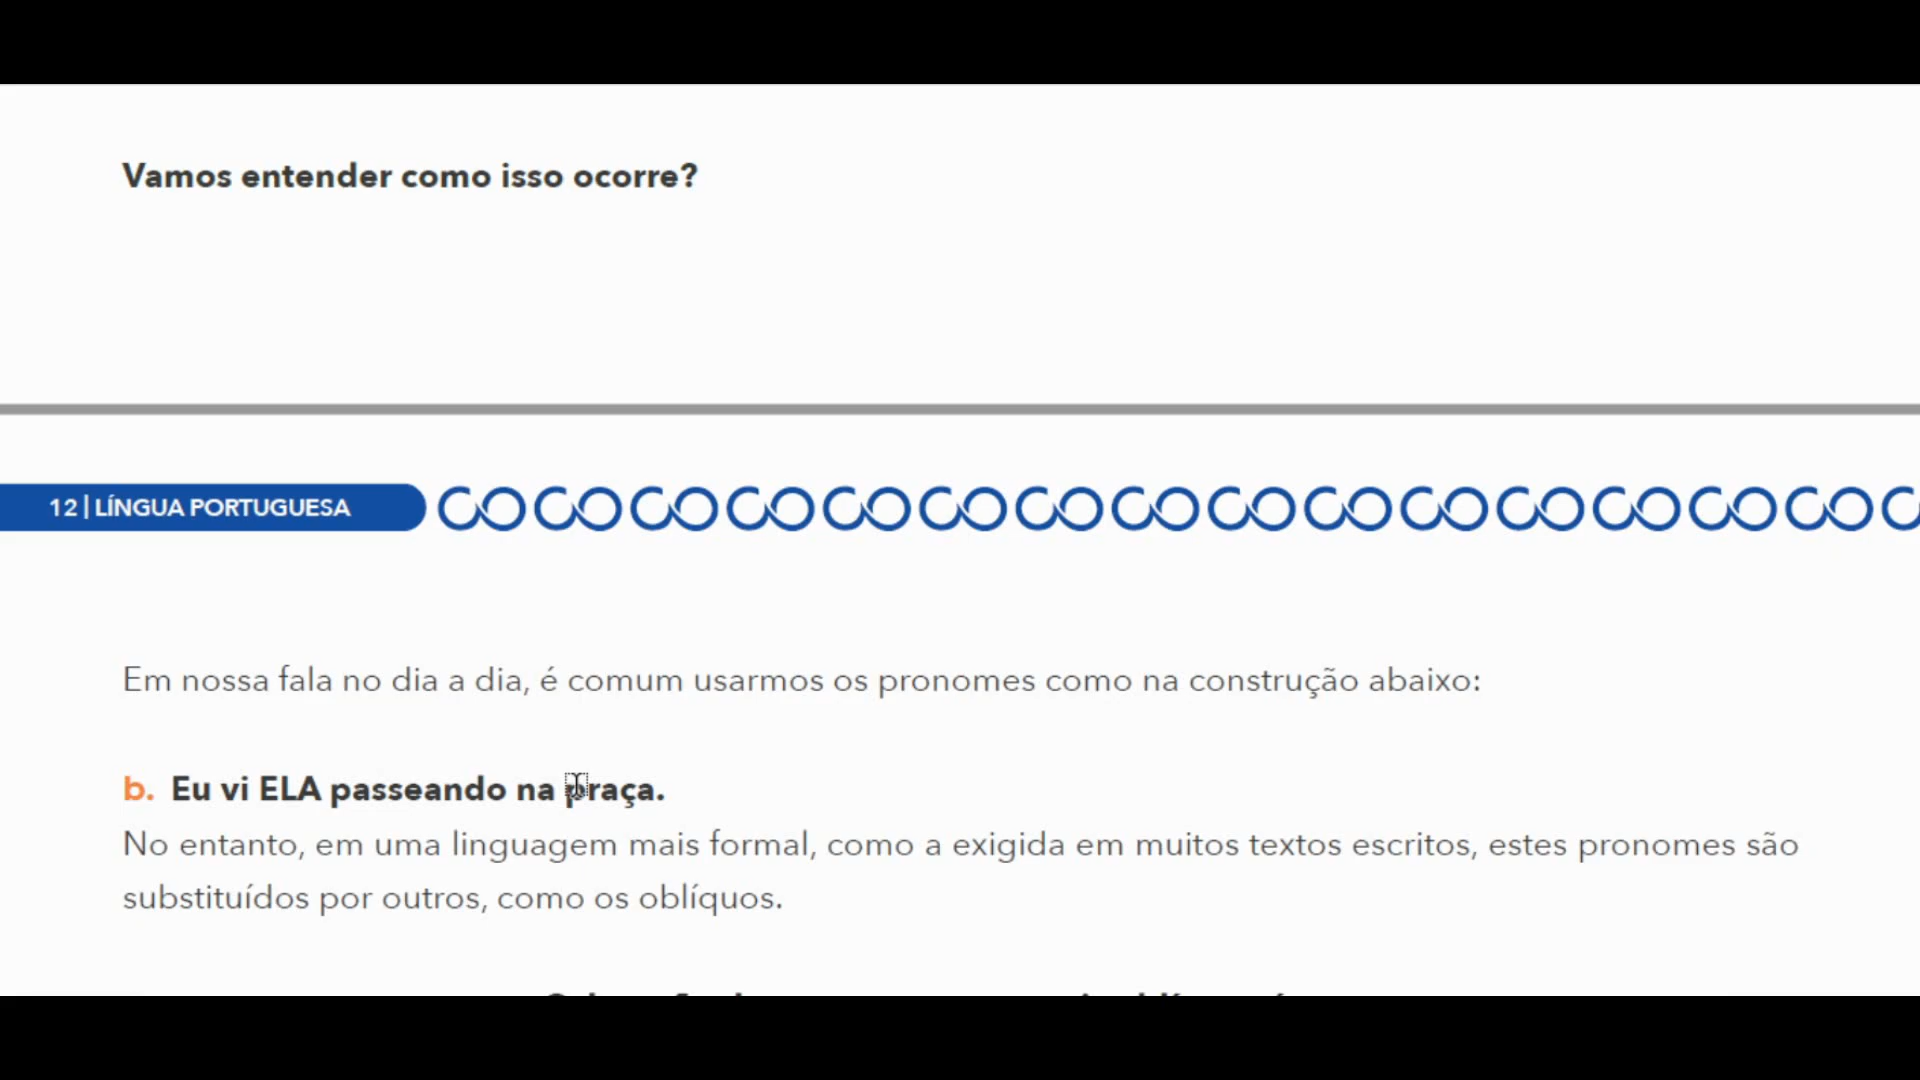 Vamos entender como isso ocorre?
12 | LÍNGUA PORTUGUESA
Em nossa fala no dia a dia, é comum usarmos os pronomes como na construção abaixo:
b. Eu vi ELA passeando na praça.
No entanto, em uma linguagem mais formal, como a exigida em muitos textos escritos, estes pronomes são
substituídos por outros, como os oblíquos.